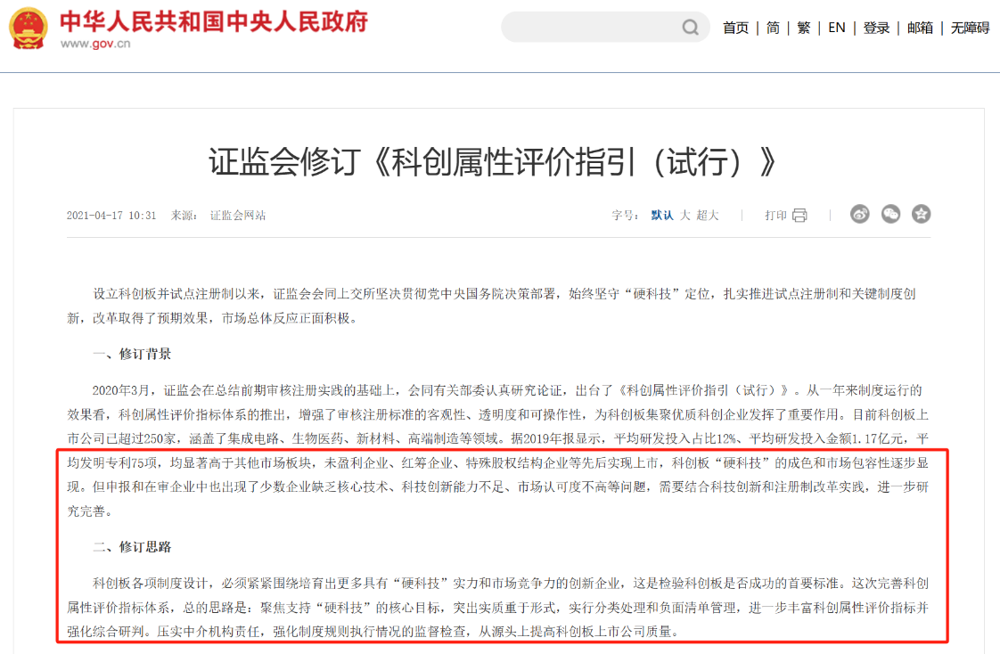 中华人民共和国中央人民政府
www.gov.cn
首页 | 简 | 繁 | EN | 登录 | 邮箱 | 无障碍
证监会修订《科创属性评价指引（试行）》
2021-04-17 10:31 来源： 证监会网站
字号： 默认 大 超大 | 打印 |
设立科创板并试点注册制以来，证监会会同上交所坚决贯彻党中央国务院决策部署，始终坚守“硬科技”定位，扎实推进试点注册制和关键制度创
新，改革取得了预期效果，市场总体反应正面积极。
一、修订背景
2020年3月，证监会在总结前期审核注册实践的基础上，会同有关部委认真研究论证，出台了《科创属性评价指引（试行）》。从一年来制度运行的
效果看，科创属性评价指标体系的推出，增强了审核注册标准的客观性、透明度和可操作性，为科创板集聚优质科创企业发挥了重要作用。目前科创板上
市公司已超过250家，涵盖了集成电路、生物医药、新材料、高端制造等领域。据2019年报显示，平均研发投入占比12%、平均研发投入金额1.17亿元，平
均发明专利75项，均显著高于其他市场板块，未盈利企业、红筹企业、特殊股权结构企业等先后实现上市，科创板“硬科技”的成色和市场包容性逐步显
现。但申报和在审企业中也出现了少数企业缺乏核心技术、科技创新能力不足、市场认可度不高等问题，需要结合科技创新和注册制改革实践，进一步研
究完善。
二、修订思路
科创板各项制度设计，必须紧紧围绕培育出更多具有“硬科技”实力和市场竞争力的创新企业，这是检验科创板是否成功的首要标准。这次完善科创
属性评价指标体系，总的思路是：聚焦支持“硬科技”的核心目标，突出实质重于形式，实行分类处理和负面清单管理，进一步丰富科创属性评价指标并
强化综合研判。压实中介机构责任，强化制度规则执行情况的监督检查，从源头上提高科创板上市公司质量。